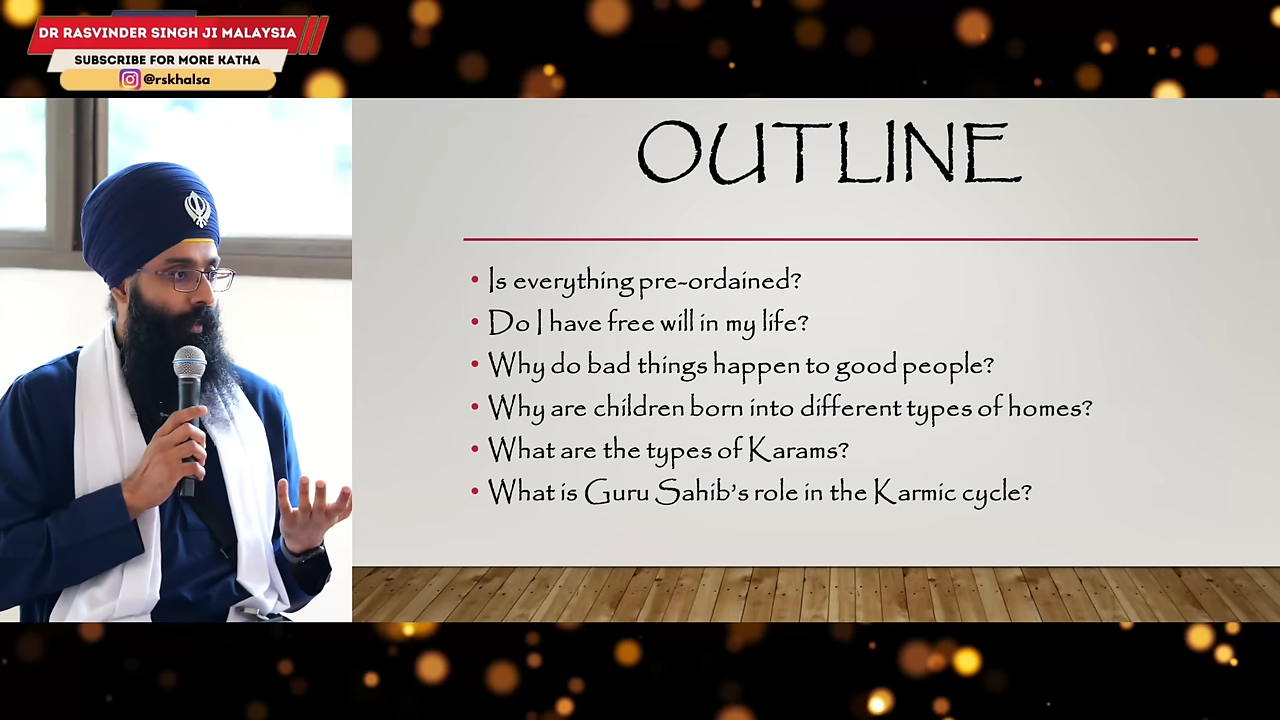 DR RASVINDER SINGH JI MALAYSIA
SUBSCRIBE FOR MORE KATHA
@rskhalsa
OUTLINE
• Is everything pre-ordained?
• Do I have free will in my life?
• Why do bad things happen to good people?
• Why are children born into different types of homes?
• What are the types of Karams?
• What is Guru Sahib's role in the Karmic cycle?